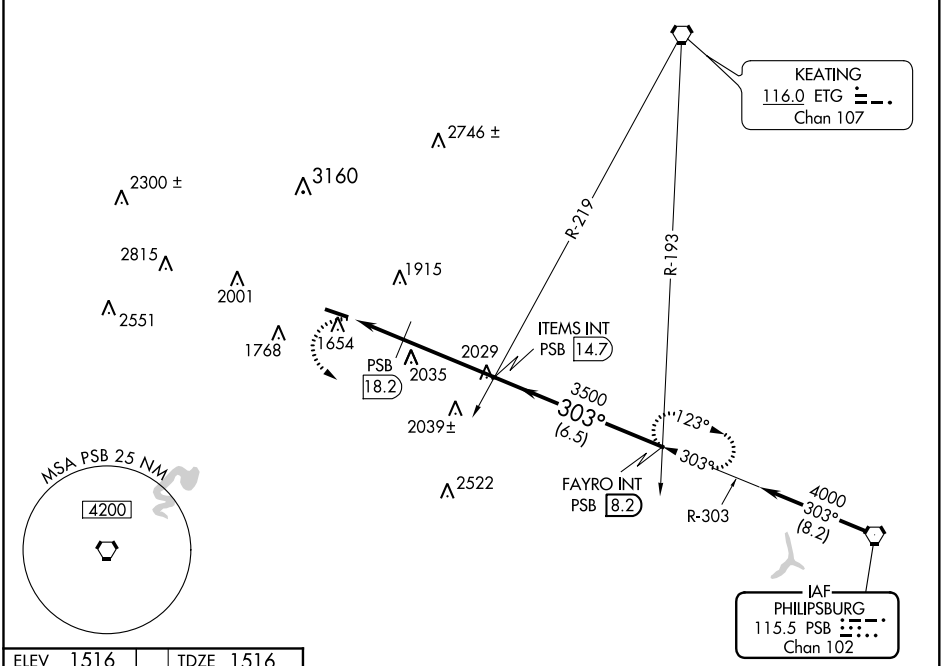 KEATING
116.0 ETG
Chan 107
2746 ±
3160
2300 ±
R-219
R-193
2815
2001
1915
2551
1768
1654
ITEMS INT
PSB 14.7
2029
PSB
18.2
2035
3500
303°
(6.5)
2039±
123°
303°
FAYRO INT
PSB 8.2
2522
R-303
4000
303°
(8.2)
MSA PSB 25 NM
4200
IAF
PHILIPSBURG
115.5 PSB
Chan 102
ELEV 1516 TDZE 1516